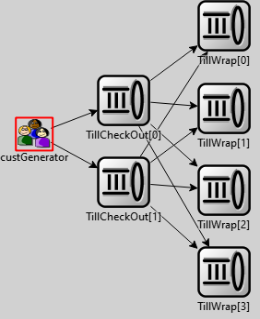 TillWrap[0]
TillCheckOut[0]
TillWrap[1]
custGenerator
TillCheckOut[1]
TillWrap[2]
TillWrap[3]